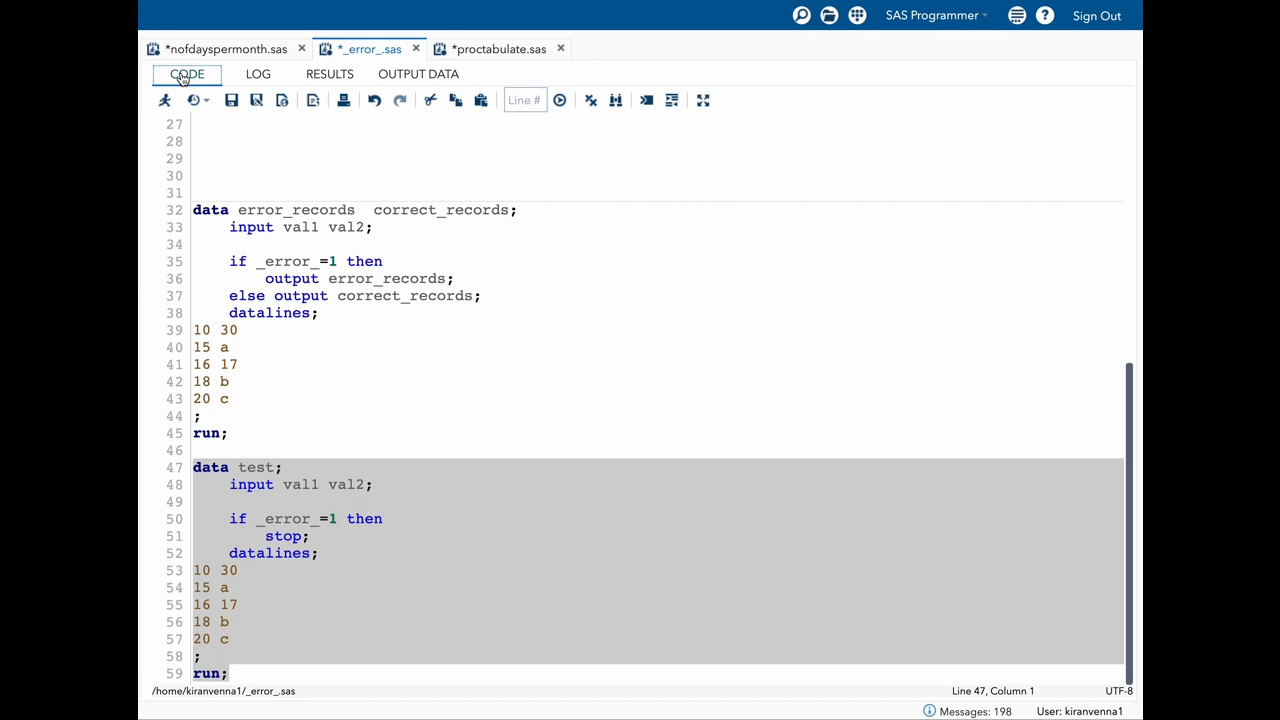 SAS Programmer Sign Out
*nofdayspermonth.sas *_error_.sas *proctabulate.sas
CODE LOG RESULTS OUTPUT DATA
Line #
27
28
29
30
31
32 data error_records  correct_records;
33     input val1 val2;
34
35     if _error_=1 then
36         output error_records;
37     else output correct_records;
38     datalines;
39 10 30
40 15 a
41 16 17
42 18 b
43 20 c
44 ;
45 run;
46
47 data test;
48     input val1 val2;
49
50     if _error_=1 then
51         stop;
52     datalines;
53 10 30
54 15 a
55 16 17
56 18 b
57 20 c
58 ;
59 run;
/home/kiranvenna1/_error_.sas Line 47, Column 1 UTF-8
Messages: 198 User: kiranvenna1